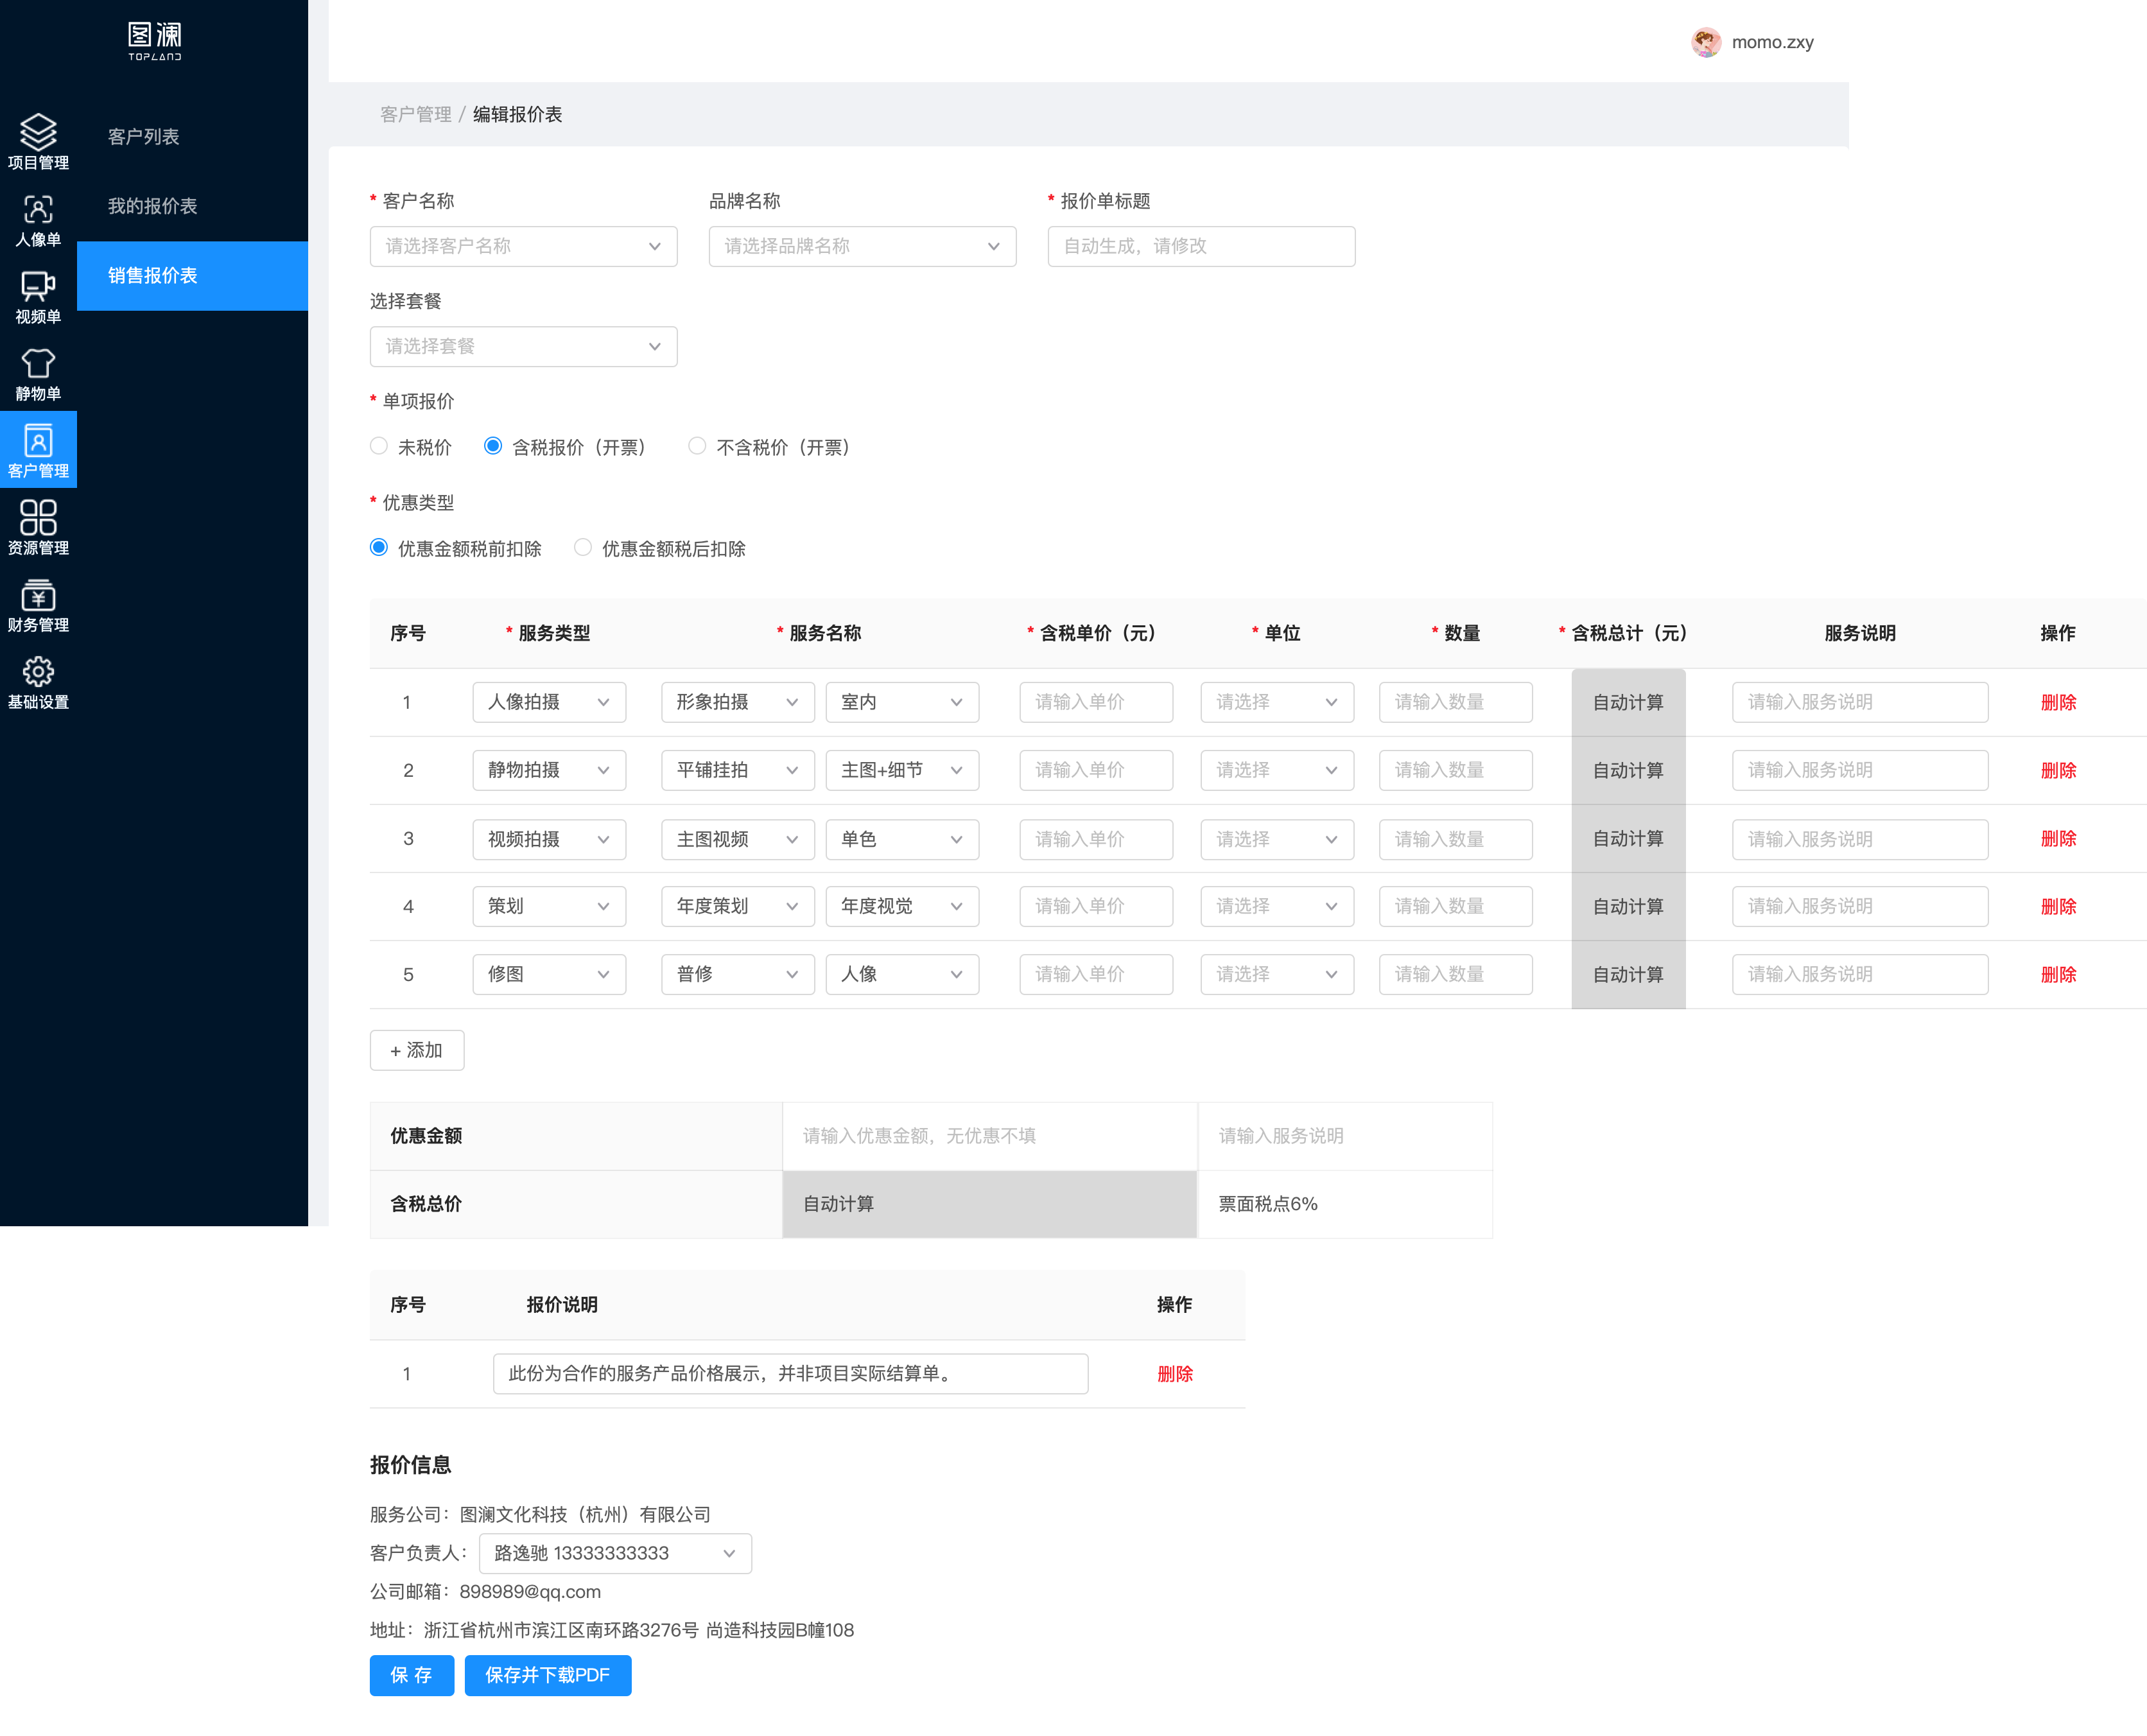 图澜
TOPLAND
momo.zxy
项目管理
人像单
视频单
静物单
客户管理
资源管理
财务管理
基础设置
客户列表
我的报价表
销售报价表
客户管理 / 编辑报价表
* 客户名称 品牌名称 * 报价单标题
请选择客户名称 请选择品牌名称 自动生成，请修改
选择套餐
请选择套餐
* 单项报价
未税价 含税报价（开票） 不含税价（开票）
* 优惠类型
优惠金额税前扣除 优惠金额税后扣除
序号 * 服务类型 * 服务名称 * 含税单价（元） * 单位 * 数量 * 含税总计（元） 服务说明 操作
1 人像拍摄 形象拍摄 室内 请输入单价 请选择 请输入数量 自动计算 请输入服务说明 删除
2 静物拍摄 平铺挂拍 主图+细节 请输入单价 请选择 请输入数量 自动计算 请输入服务说明 删除
3 视频拍摄 主图视频 单色 请输入单价 请选择 请输入数量 自动计算 请输入服务说明 删除
4 策划 年度策划 年度视觉 请输入单价 请选择 请输入数量 自动计算 请输入服务说明 删除
5 修图 普修 人像 请输入单价 请选择 请输入数量 自动计算 请输入服务说明 删除
+ 添加
优惠金额 请输入优惠金额，无优惠不填 请输入服务说明
含税总价 自动计算 票面税点6%
序号 报价说明 操作
1 此份为合作的服务产品价格展示，并非项目实际结算单。 删除
报价信息
服务公司：图澜文化科技（杭州）有限公司
客户负责人： 路逸驰 13333333333
公司邮箱：898989@qq.com
地址：浙江省杭州市滨江区南环路3276号 尚造科技园B幢108
保 存 保存并下载PDF